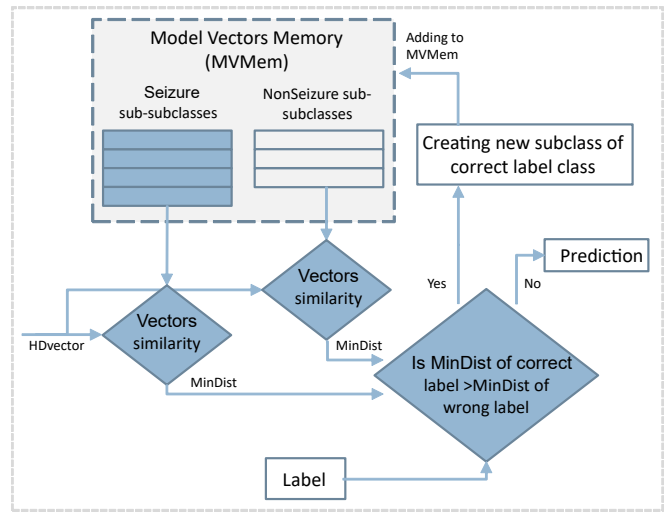 Model Vectors Memory
(MVMem)
Seizure
sub-subclasses
NonSeizure sub-
subclasses
Adding to
MVMem
Creating new subclass of
correct label class
Prediction
Yes
No
Vectors
similarity
Vectors
similarity
HDvector
MinDist
MinDist
Is MinDist of correct
label >MinDist of
wrong label
Label